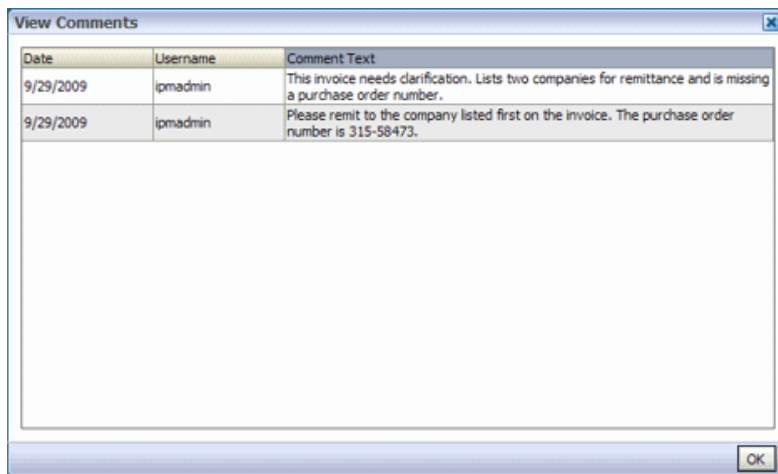 View Comments
Date Username Comment Text
9/29/2009 ipmadmin This invoice needs clarification. Lists two companies for remittance and is missing
a purchase order number.
9/29/2009 ipmadmin Please remit to the company listed first on the invoice. The purchase order
number is 315-58473.
OK